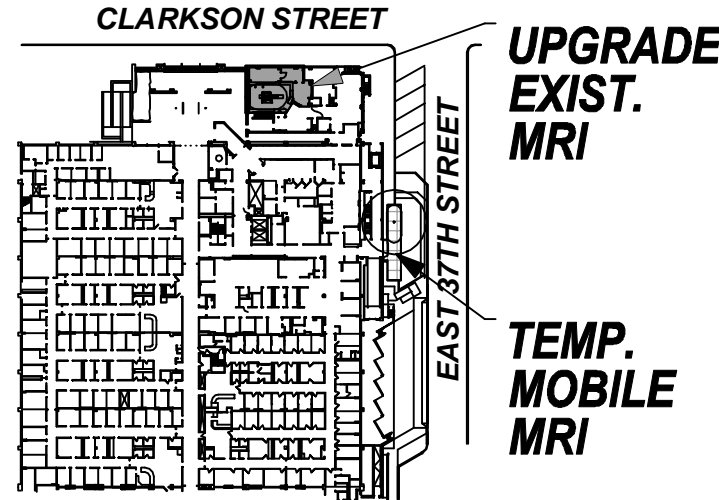 CLARKSON STREET
UPGRADE
EXIST.
MRI
EAST 37TH STREET
TEMP.
MOBILE
MRI